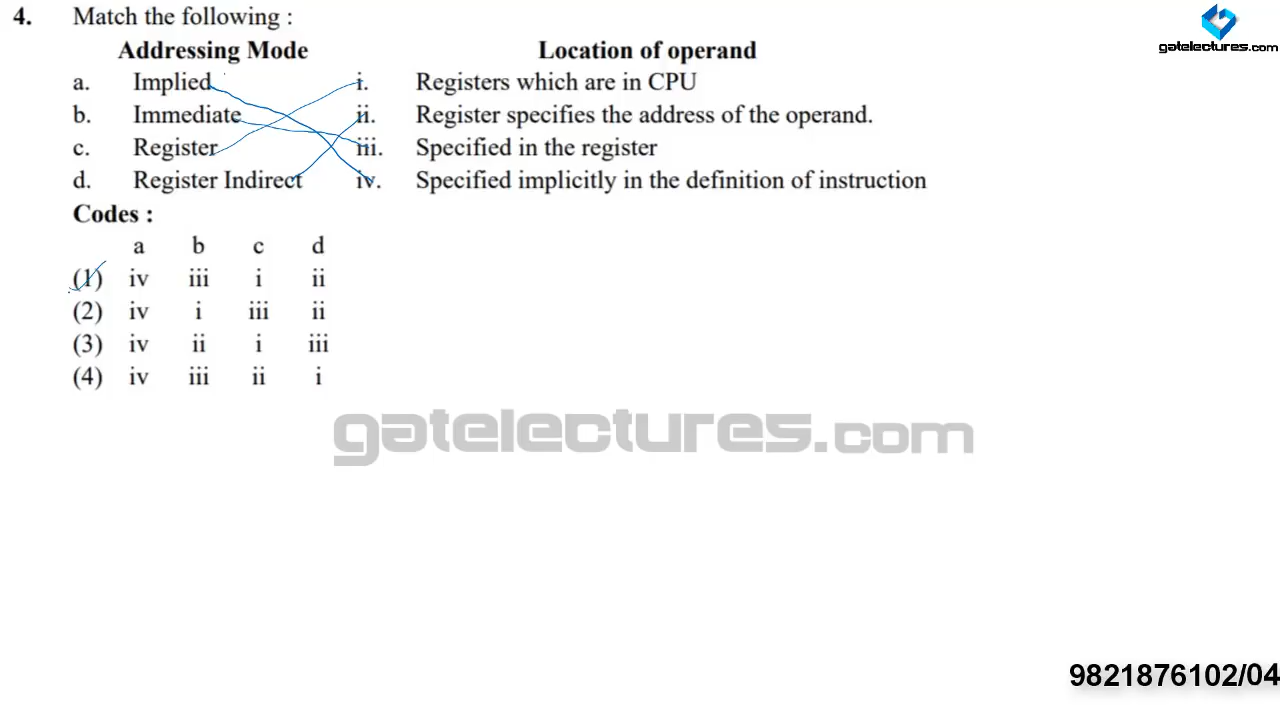 4. Match the following :
Addressing Mode Location of operand
a. Implied i. Registers which are in CPU
b. Immediate ii. Register specifies the address of the operand.
c. Register iii. Specified in the register
d. Register Indirect iv. Specified implicitly in the definition of instruction
Codes :
a b c d
(1) iv iii i ii
(2) iv i iii ii
(3) iv ii i iii
(4) iv iii ii i
gatelectures.com
gatelectures.com
9821876102/04